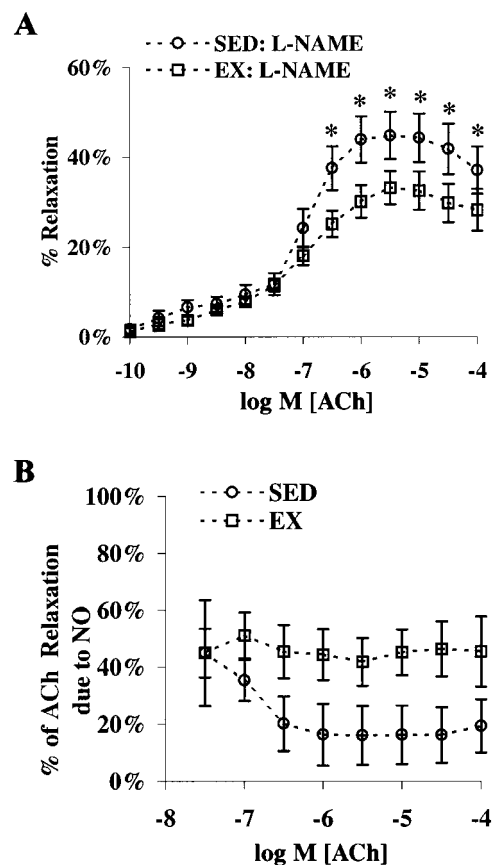 A
SED: L-NAME
EX: L-NAME
60%
40%
20%
0%
% Relaxation
* * * * * *
-10 -9 -8 -7 -6 -5 -4
log M [ACh]
B
SED
EX
100%
80%
60%
40%
20%
0%
% of ACh Relaxation
due to NO
-8 -7 -6 -5 -4
log M [ACh]